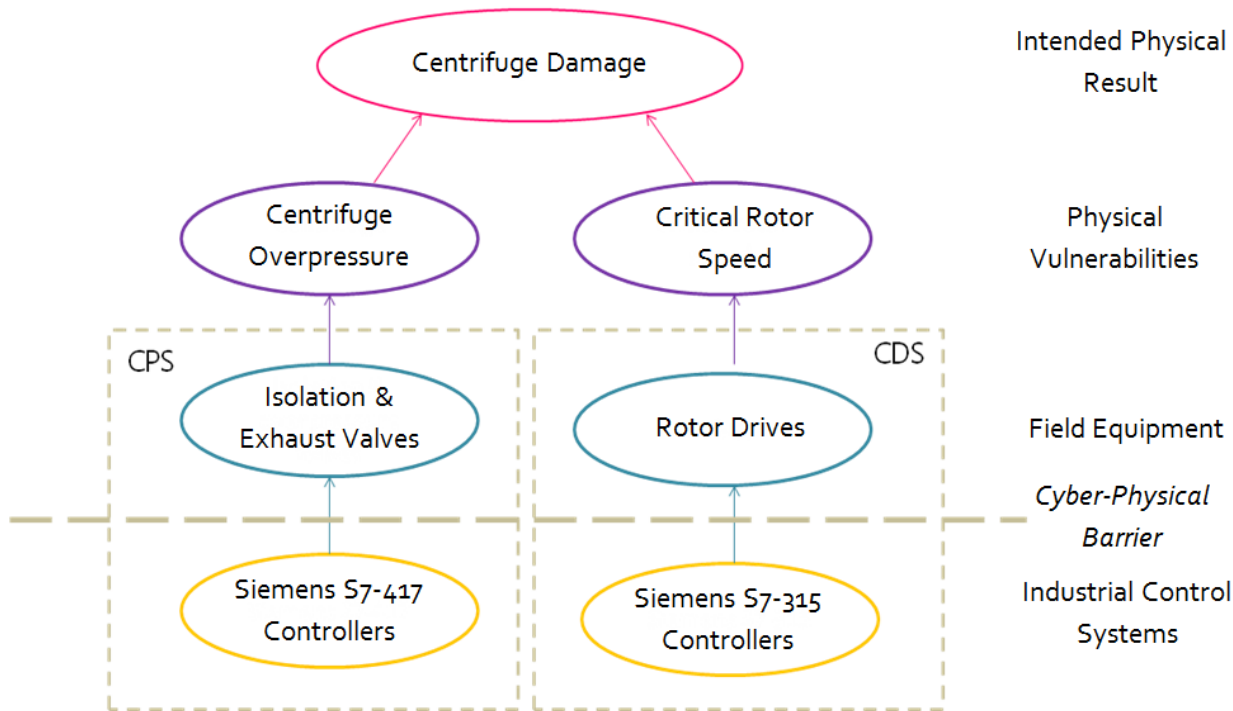 Centrifuge Damage
Intended Physical
Result
Centrifuge
Overpressure
Critical Rotor
Speed
Physical
Vulnerabilities
CPS
CDS
Isolation &
Exhaust Valves
Rotor Drives
Field Equipment
Cyber-Physical
Barrier
Siemens S7-417
Controllers
Siemens S7-315
Controllers
Industrial Control
Systems